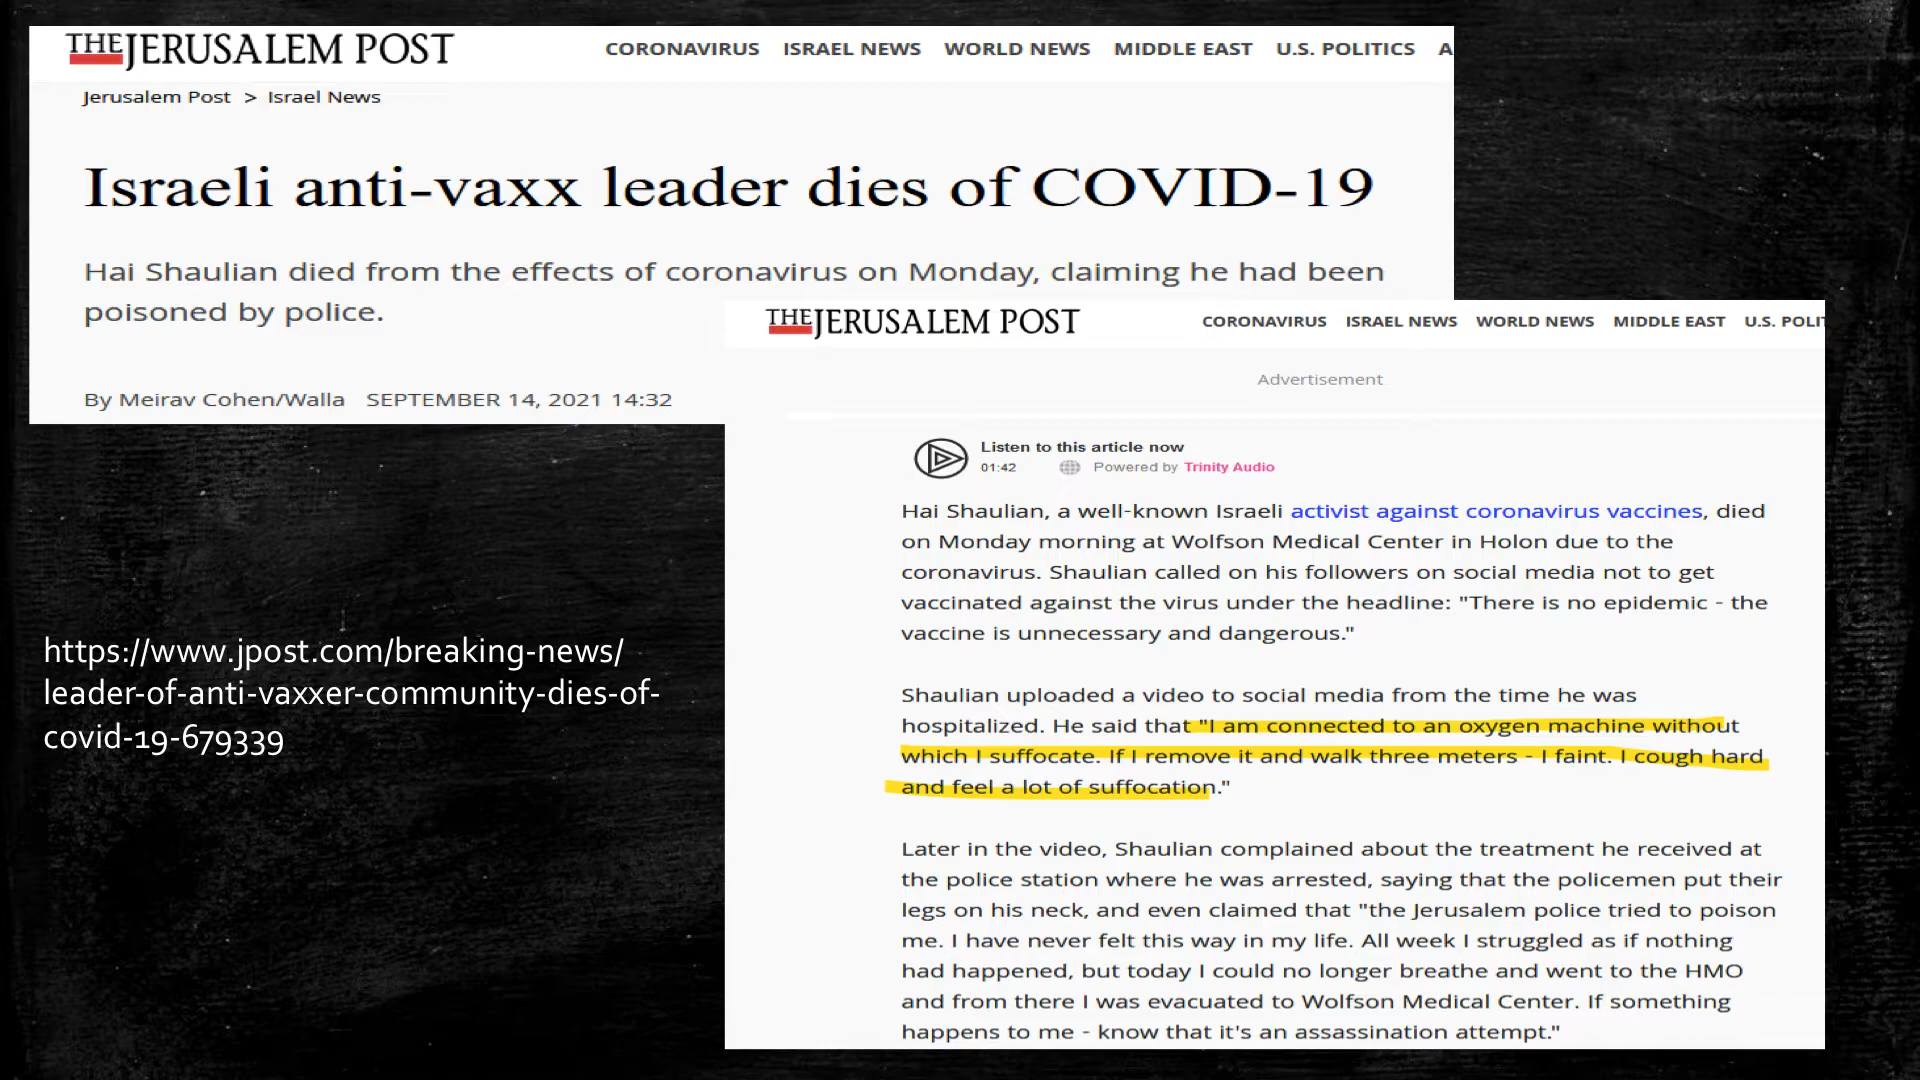 THE JERUSALEM POST
CORONAVIRUS ISRAEL NEWS WORLD NEWS MIDDLE EAST U.S. POLITICS A
Jerusalem Post > Israel News
Israeli anti-vaxx leader dies of COVID-19
Hai Shaulian died from the effects of coronavirus on Monday, claiming he had been
poisoned by police.
By Meirav Cohen/Walla SEPTEMBER 14, 2021 14:32
THE JERUSALEM POST
CORONAVIRUS ISRAEL NEWS WORLD NEWS MIDDLE EAST U.S. POLIT
Advertisement
Listen to this article now
01:42 Powered by Trinity Audio
Hai Shaulian, a well-known Israeli activist against coronavirus vaccines, died
on Monday morning at Wolfson Medical Center in Holon due to the
coronavirus. Shaulian called on his followers on social media not to get
vaccinated against the virus under the headline: "There is no epidemic - the
vaccine is unnecessary and dangerous."
Shaulian uploaded a video to social media from the time he was
hospitalized. He said that "I am connected to an oxygen machine without
which I suffocate. If I remove it and walk three meters - I faint. I cough hard
and feel a lot of suffocation."
Later in the video, Shaulian complained about the treatment he received at
the police station where he was arrested, saying that the policemen put their
legs on his neck, and even claimed that "the Jerusalem police tried to poison
me. I have never felt this way in my life. All week I struggled as if nothing
had happened, but today I could no longer breathe and went to the HMO
and from there I was evacuated to Wolfson Medical Center. If something
happens to me - know that it's an assassination attempt."
https://www.jpost.com/breaking-news/
leader-of-anti-vaxxer-community-dies-of-
covid-19-679339